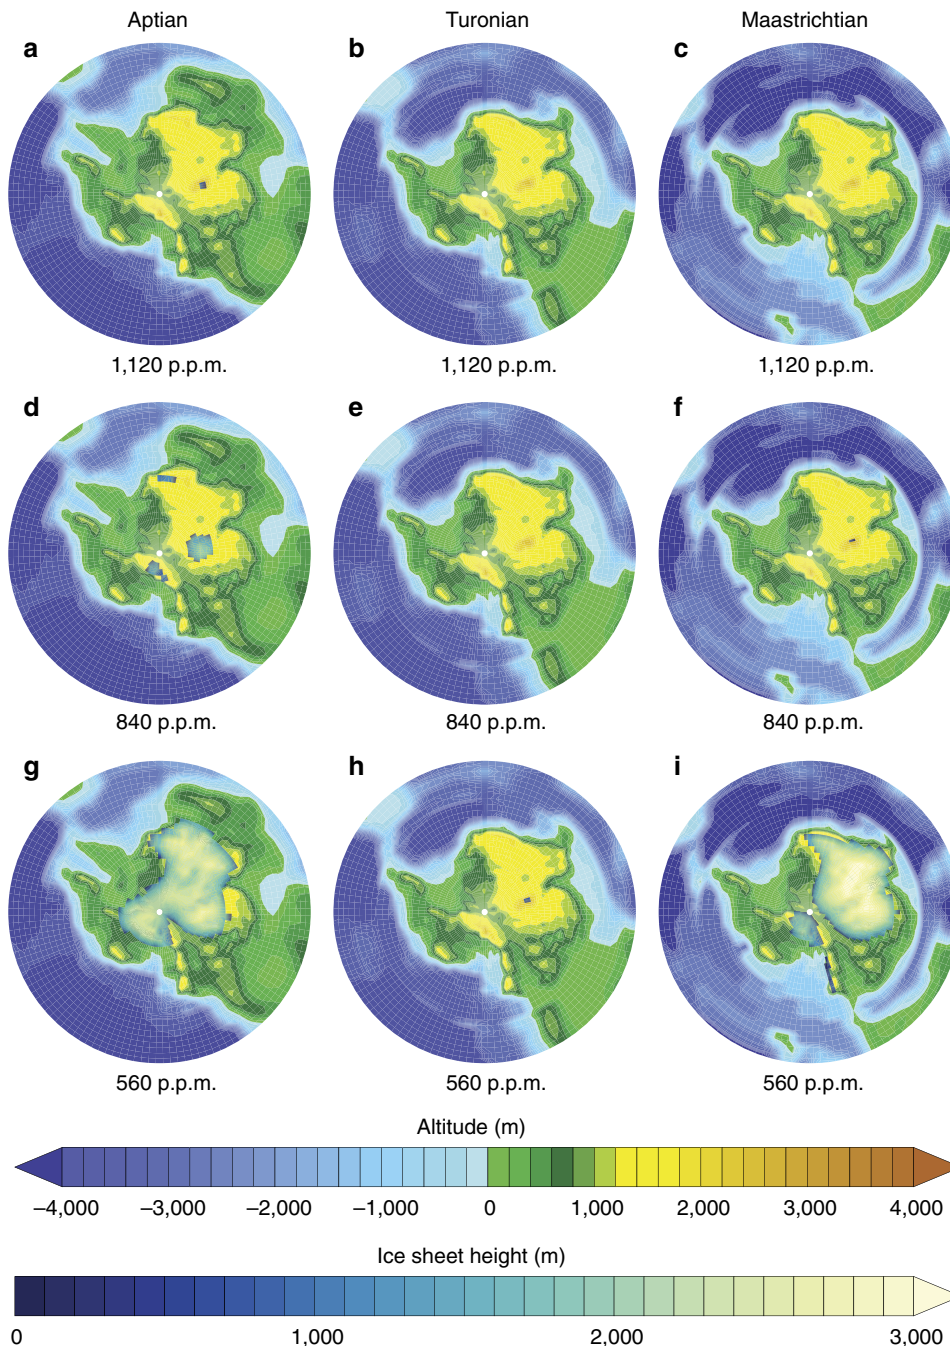 Aptian Turonian Maastrichtian
a b c
1,120 p.p.m. 1,120 p.p.m. 1,120 p.p.m.
d e f
840 p.p.m. 840 p.p.m. 840 p.p.m.
g h i
560 p.p.m. 560 p.p.m. 560 p.p.m.
Altitude (m)
–4,000 –3,000 –2,000 –1,000 0 1,000 2,000 3,000 4,000
Ice sheet height (m)
0 1,000 2,000 3,000